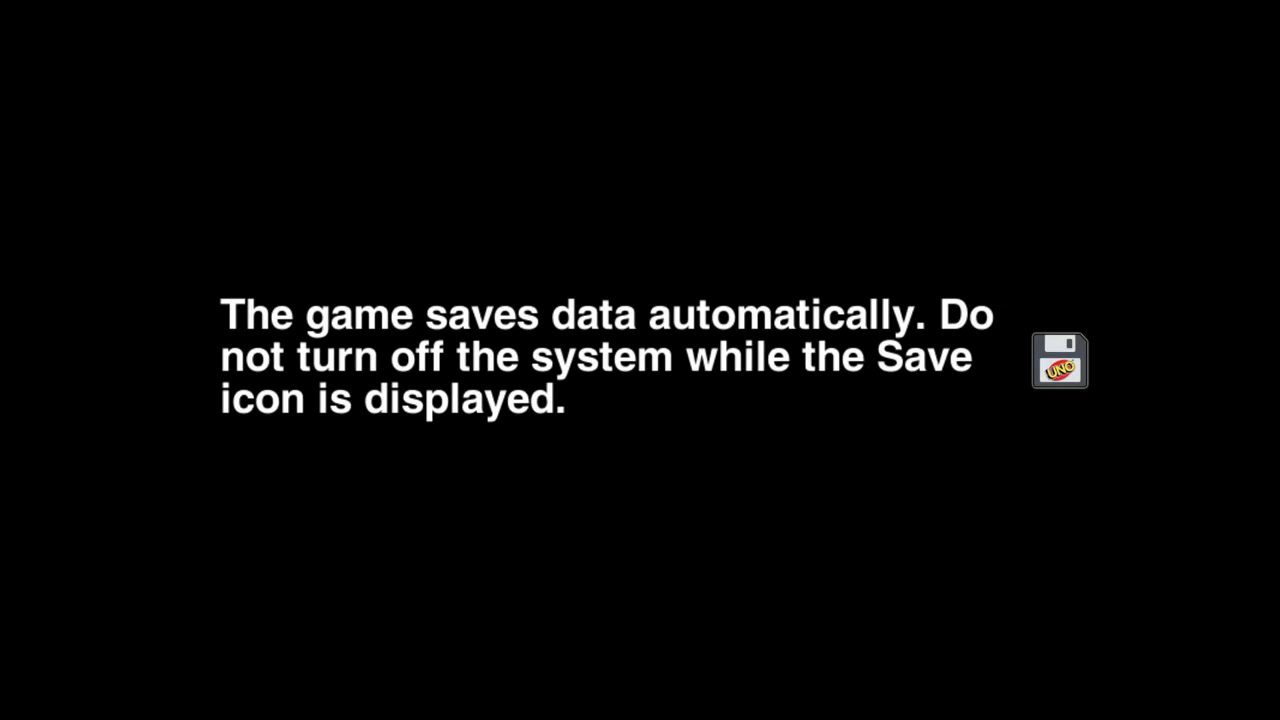 The game saves data automatically. Do
not turn off the system while the Save
icon is displayed.
UNO